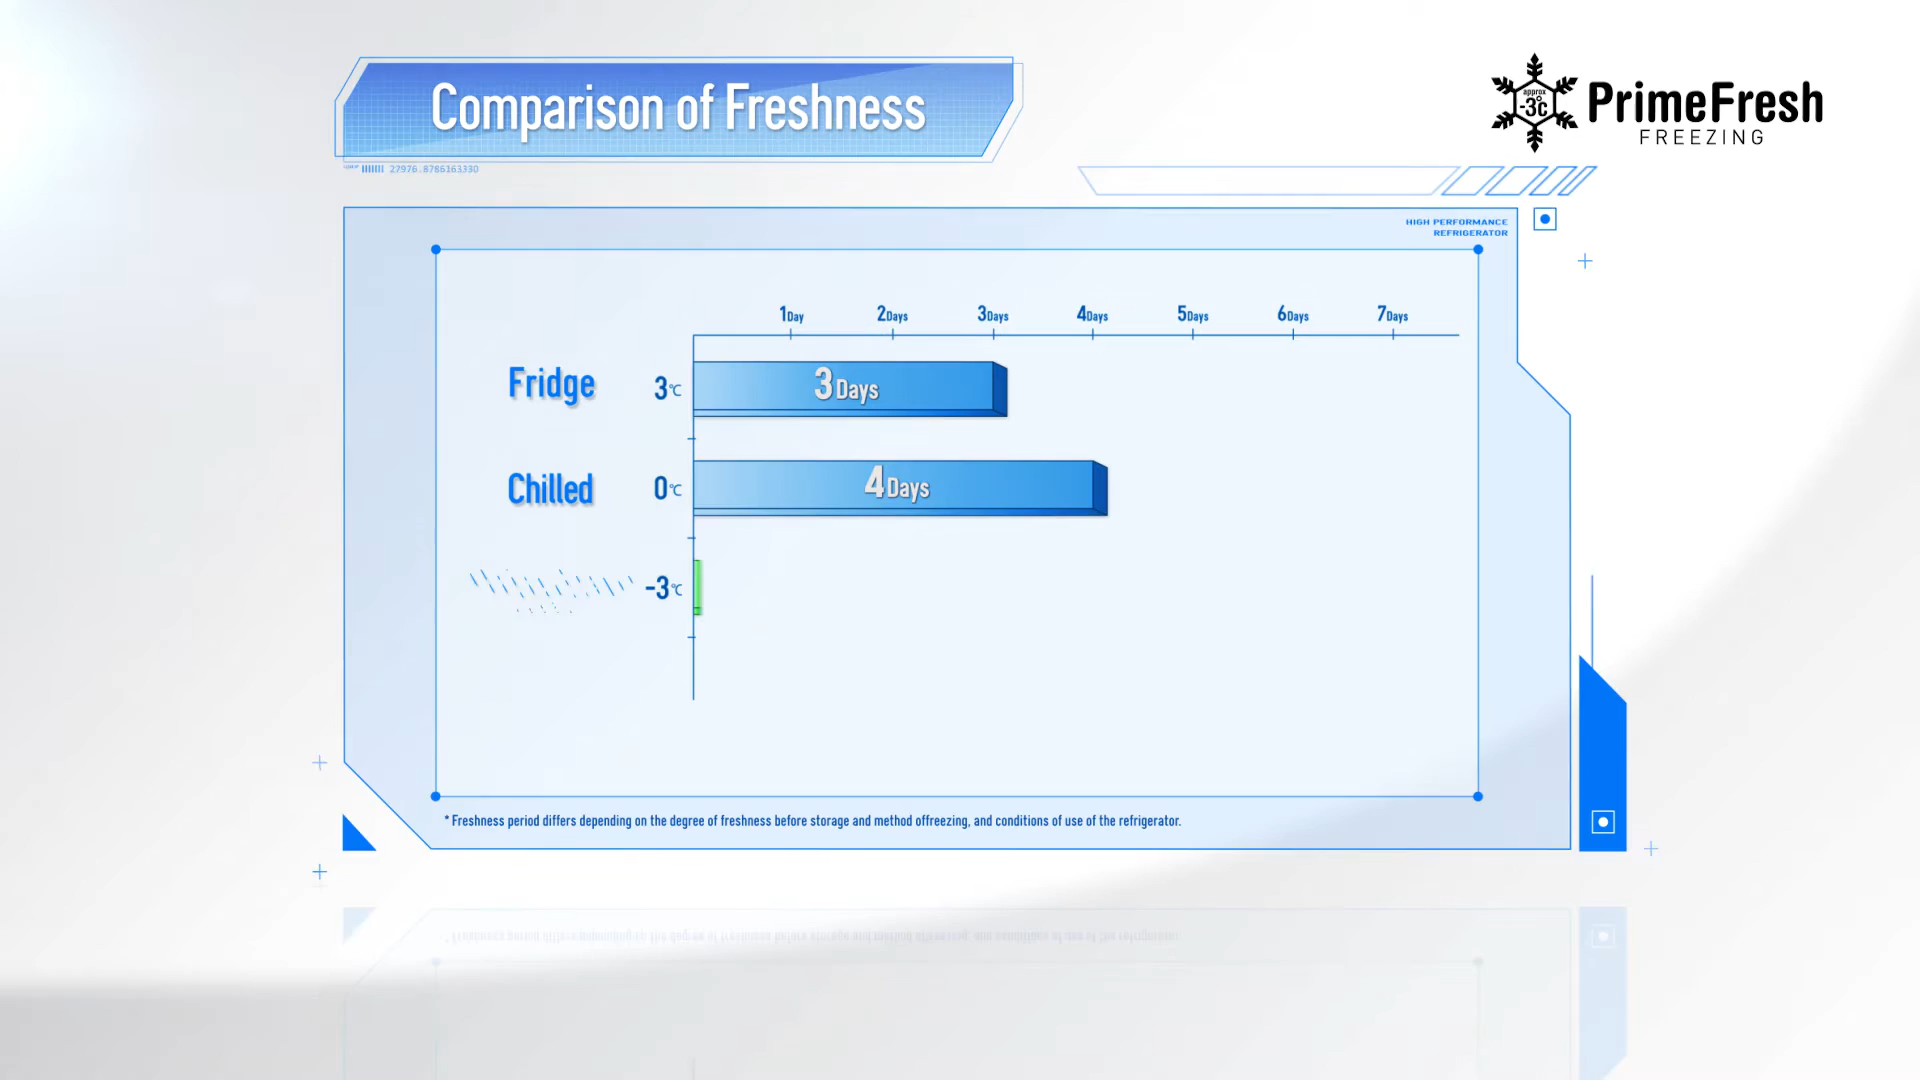 Comparison of Freshness
approx
-3℃
PrimeFresh
FREEZING
27976.8786163330
HIGH PERFORMANCE
REFRIGERATOR
1Day 2Days 3Days 4Days 5Days 6Days 7Days
Fridge 3℃ 3Days
Chilled 0℃ 4Days
-3℃
* Freshness period differs depending on the degree of freshness before storage and method offreezing, and conditions of use of the refrigerator.